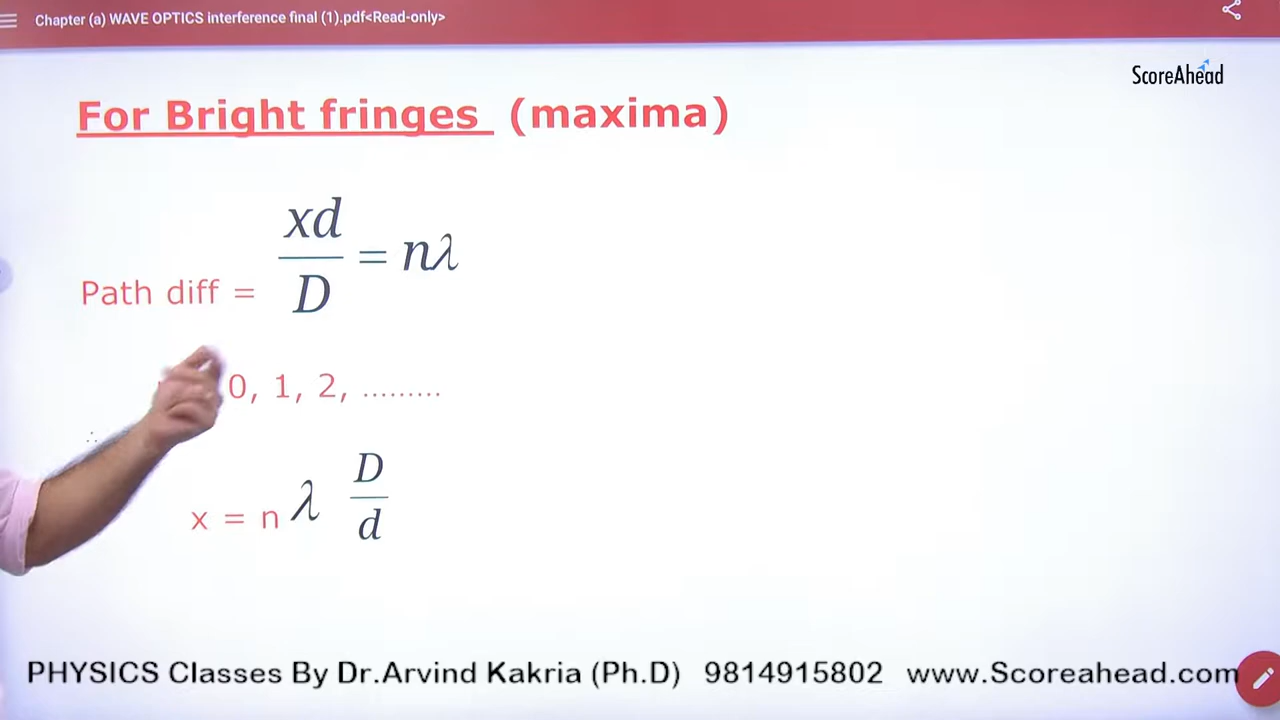 Chapter (a) WAVE OPTICS interference final (1).pdf<Read-only>
ScoreAhead
For Bright fringes (maxima)
Path diff = xd/D = nλ
0, 1, 2, .........
∴
x = n λ D/d
PHYSICS Classes By Dr.Arvind Kakria (Ph.D) 9814915802 www.Scoreahead.com